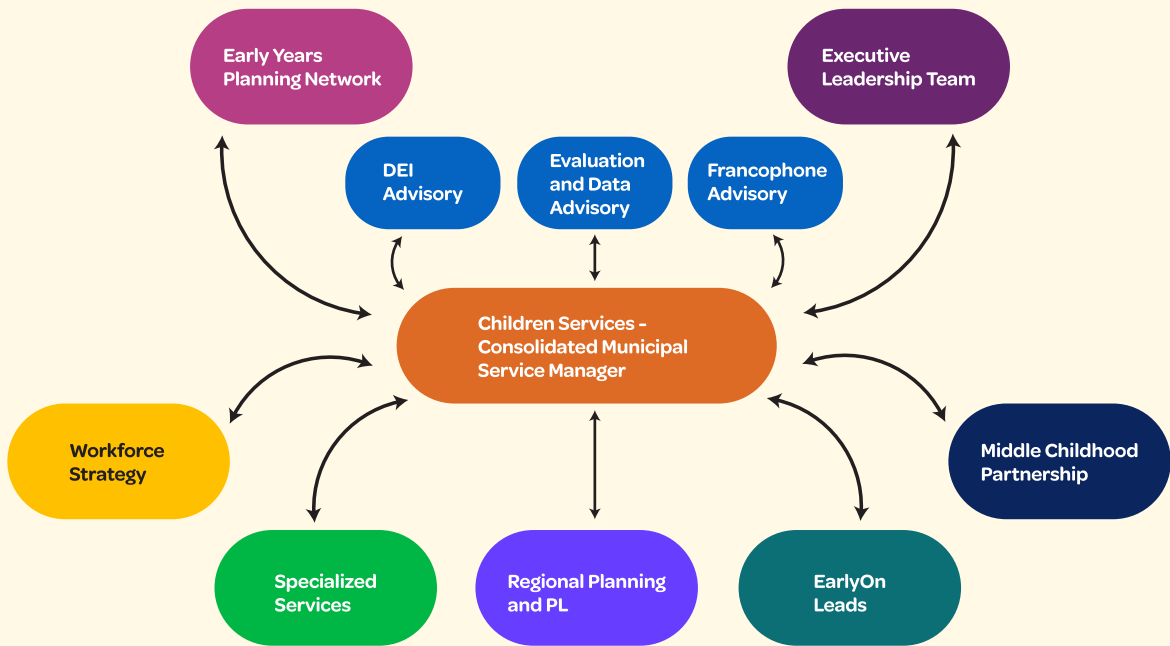 Early Years
Planning Network
Executive
Leadership Team
DEI
Advisory
Evaluation
and Data
Advisory
Francophone
Advisory
Children Services -
Consolidated Municipal
Service Manager
Workforce
Strategy
Middle Childhood
Partnership
Specialized
Services
Regional Planning
and PL
EarlyOn
Leads